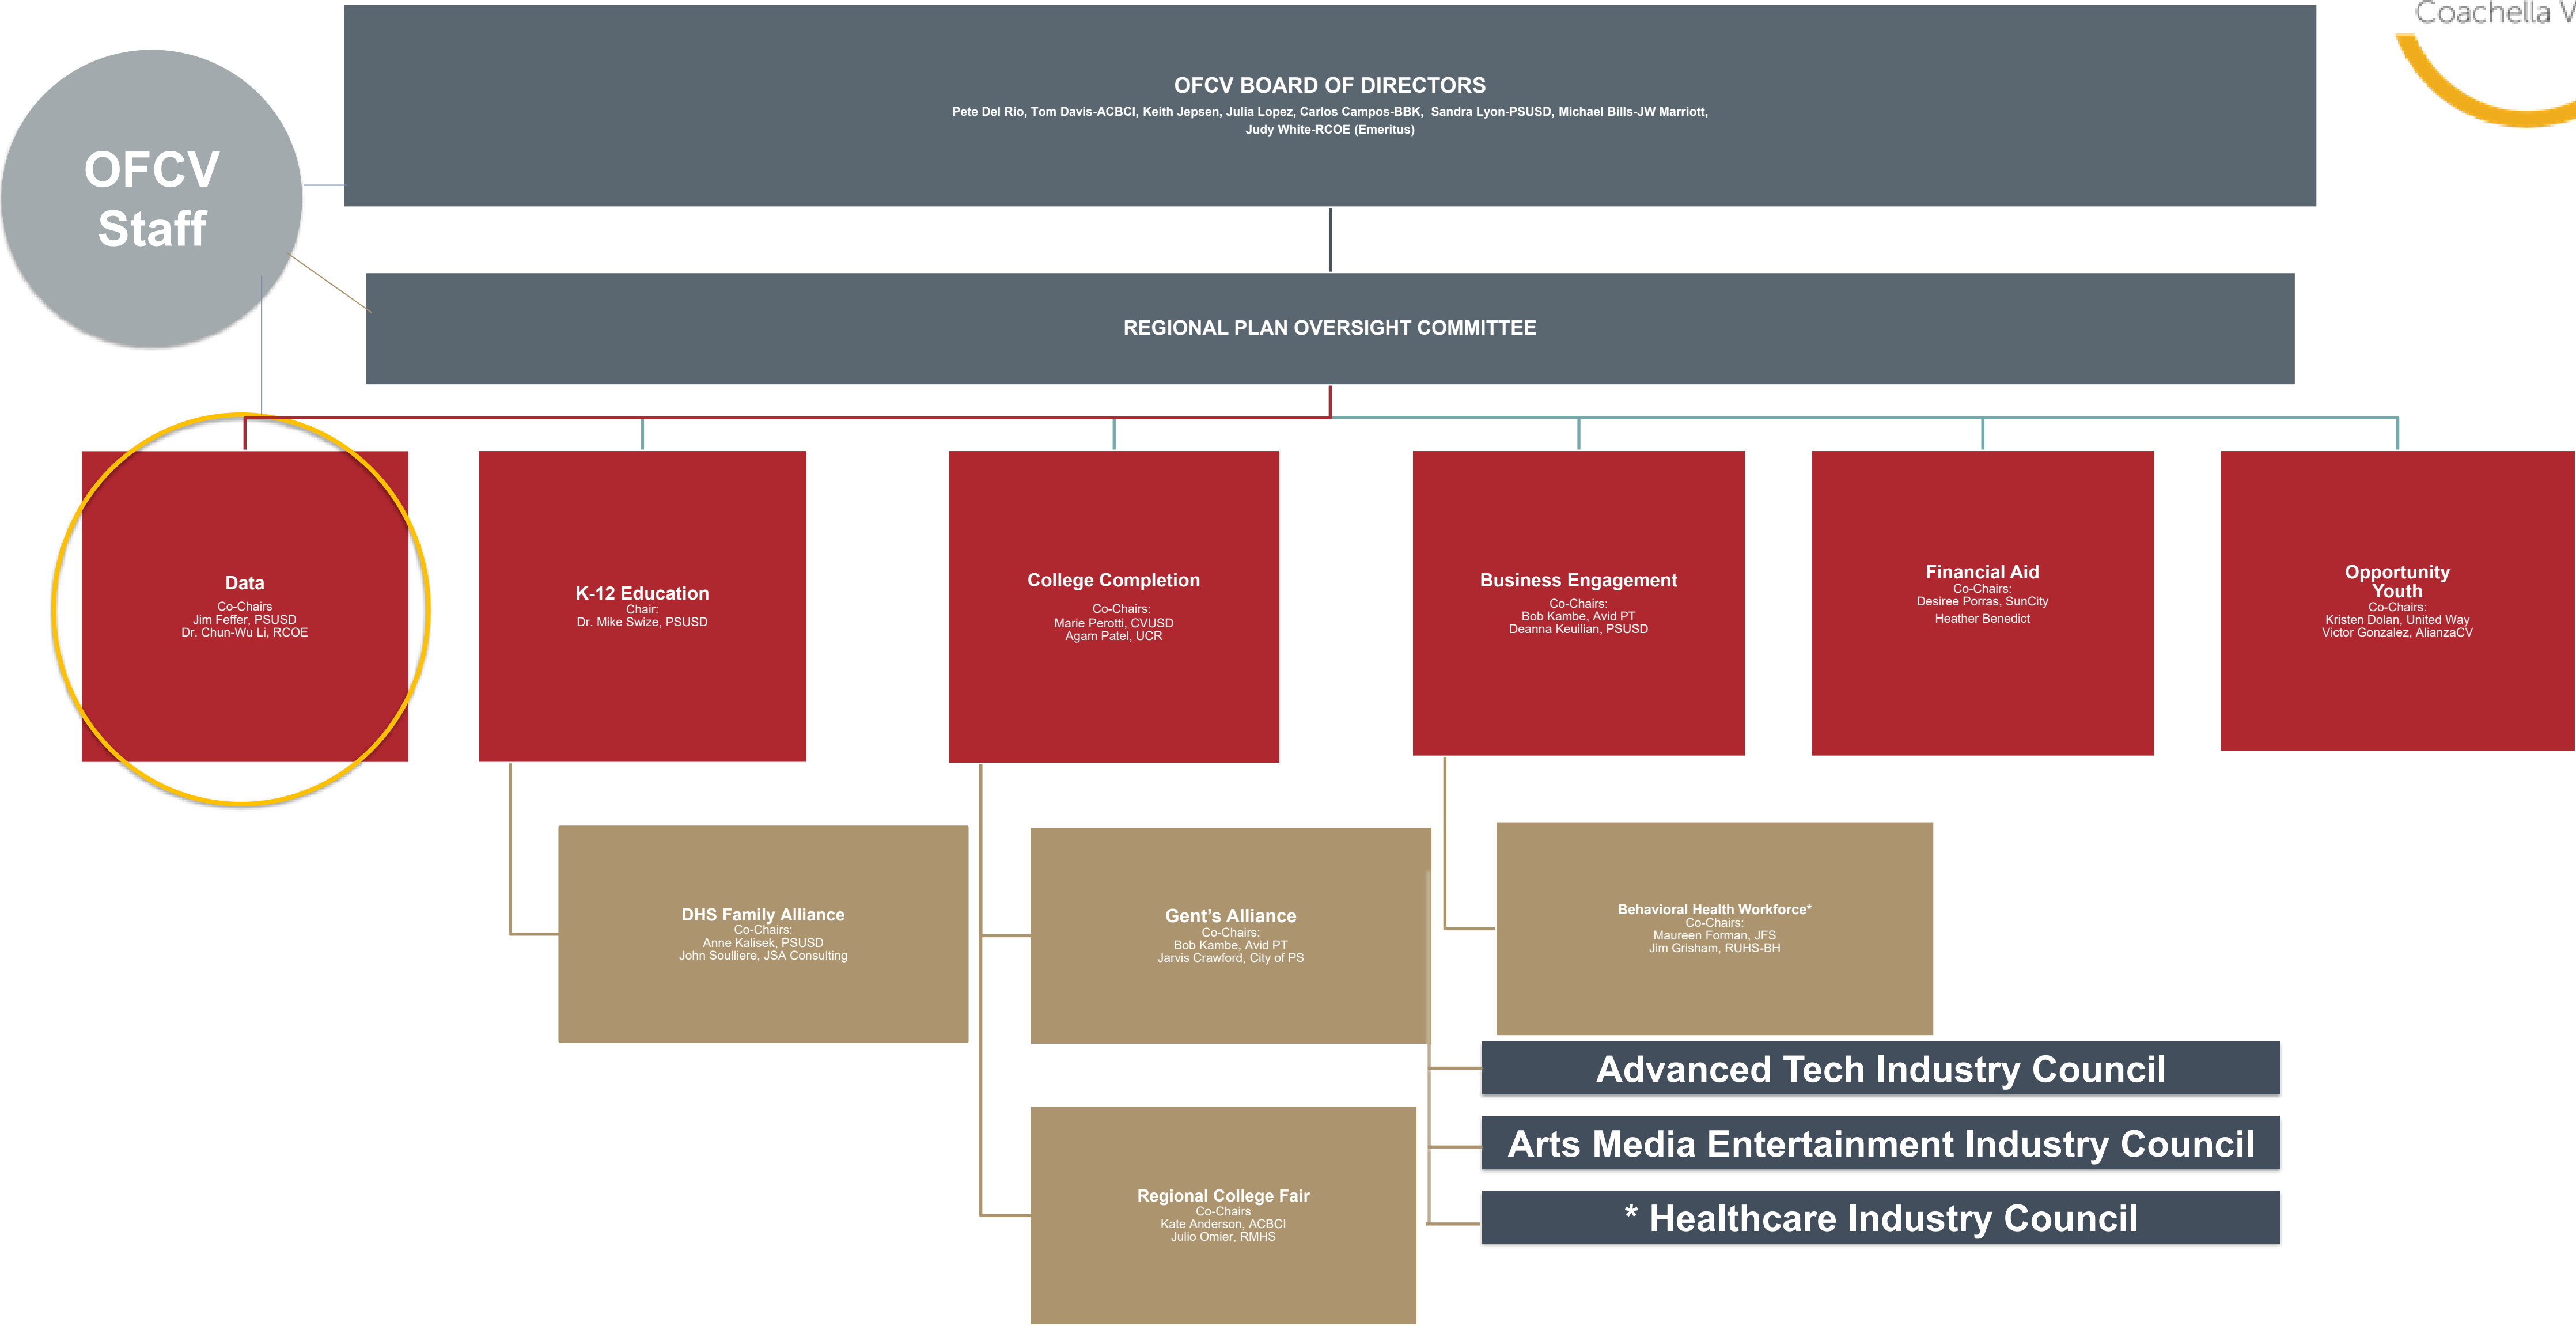 Coachella V
OFCV BOARD OF DIRECTORS
Pete Del Rio, Tom Davis-ACBCI, Keith Jepsen, Julia Lopez, Carlos Campos-BBK, Sandra Lyon-PSUSD, Michael Bills-JW Marriott,
Judy White-RCOE (Emeritus)
OFCV
Staff
REGIONAL PLAN OVERSIGHT COMMITTEE
Data
Co-Chairs
Jim Feffer, PSUSD
Dr. Chun-Wu Li, RCOE
K-12 Education
Chair:
Dr. Mike Swize, PSUSD
College Completion
Co-Chairs:
Marie Perotti, CVUSD
Agam Patel, UCR
Business Engagement
Co-Chairs:
Bob Kambe, Avid PT
Deanna Keuilian, PSUSD
Financial Aid
Co-Chairs:
Desiree Porras, SunCity
Heather Benedict
Opportunity
Youth
Co-Chairs:
Kristen Dolan, United Way
Victor Gonzalez, AlianzaCV
DHS Family Alliance
Co-Chairs:
Anne Kalisek, PSUSD
John Soulliere, JSA Consulting
Gent’s Alliance
Co-Chairs:
Bob Kambe, Avid PT
Jarvis Crawford, City of PS
Behavioral Health Workforce*
Co-Chairs:
Maureen Forman, JFS
Jim Grisham, RUHS-BH
Advanced Tech Industry Council
Arts Media Entertainment Industry Council
* Healthcare Industry Council
Regional College Fair
Co-Chairs
Kate Anderson, ACBCI
Julio Omier, RMHS